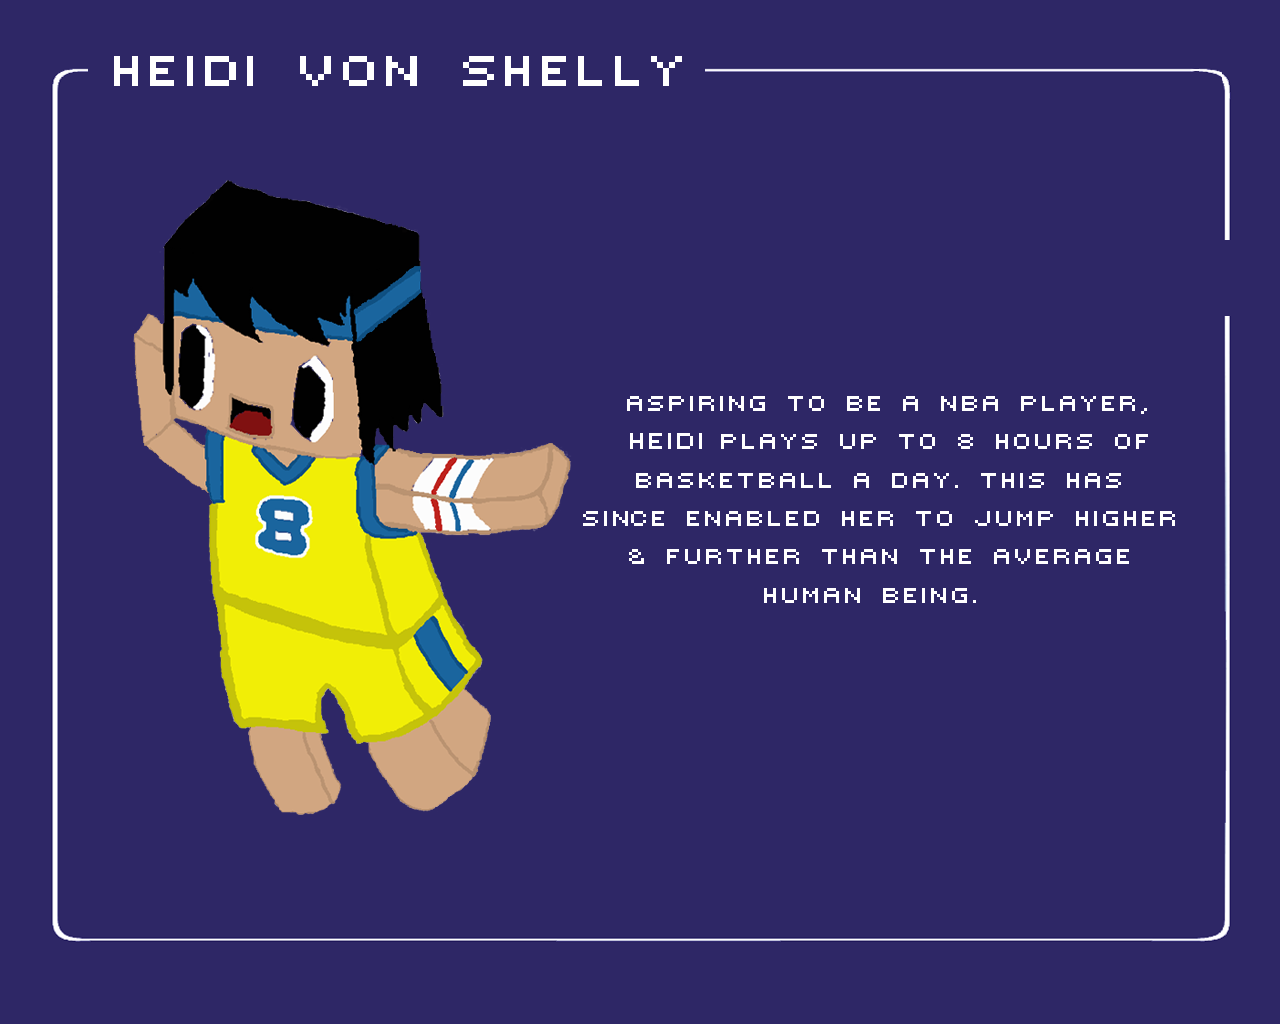 HEIDI VON SHELLY
8
ASPIRING TO BE A NBA PLAYER,
HEIDI PLAYS UP TO 8 HOURS OF
BASKETBALL A DAY. THIS HAS
SINCE ENABLED HER TO JUMP HIGHER
& FURTHER THAN THE AVERAGE
HUMAN BEING.